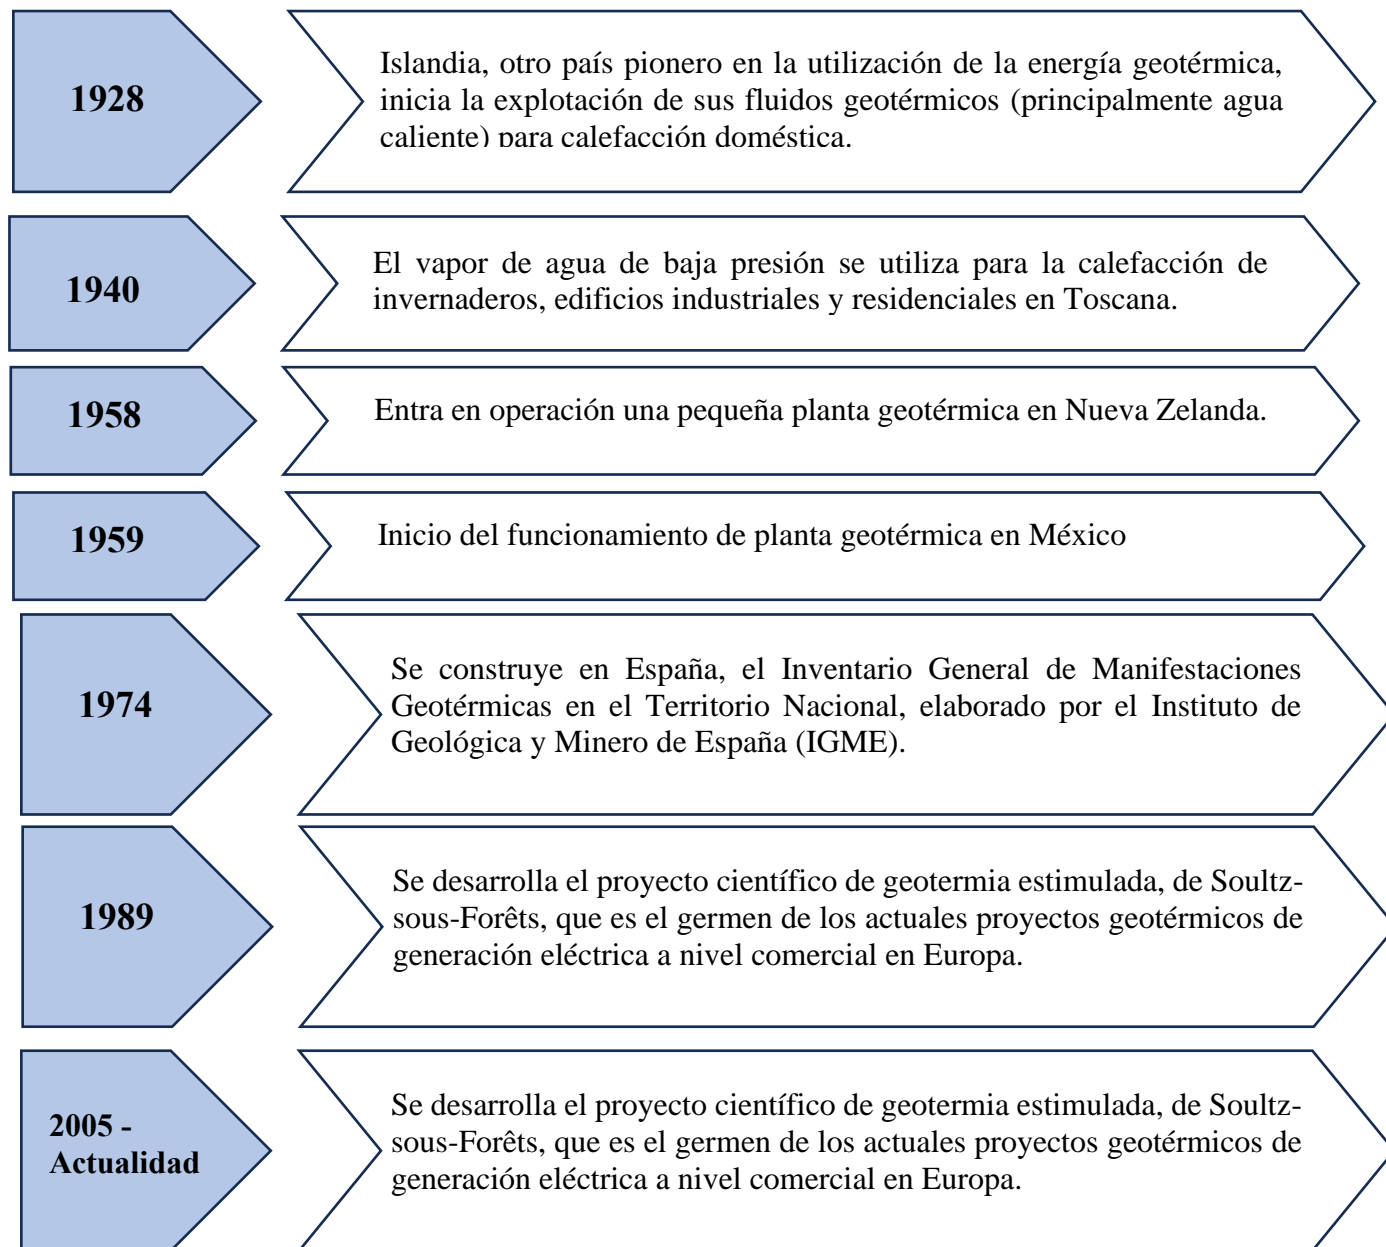 1928
Islandia, otro país pionero en la utilización de la energía geotérmica,
inicia la explotación de sus fluidos geotérmicos (principalmente agua
caliente) para calefacción doméstica.
1940
El vapor de agua de baja presión se utiliza para la calefacción de
invernaderos, edificios industriales y residenciales en Toscana.
1958
Entra en operación una pequeña planta geotérmica en Nueva Zelanda.
1959
Inicio del funcionamiento de planta geotérmica en México
1974
Se construye en España, el Inventario General de Manifestaciones
Geotérmicas en el Territorio Nacional, elaborado por el Instituto de
Geológica y Minero de España (IGME).
1989
Se desarrolla el proyecto científico de geotermia estimulada, de Soultz-
sous-Forêts, que es el germen de los actuales proyectos geotérmicos de
generación eléctrica a nivel comercial en Europa.
2005 -
Actualidad
Se desarrolla el proyecto científico de geotermia estimulada, de Soultz-
sous-Forêts, que es el germen de los actuales proyectos geotérmicos de
generación eléctrica a nivel comercial en Europa.